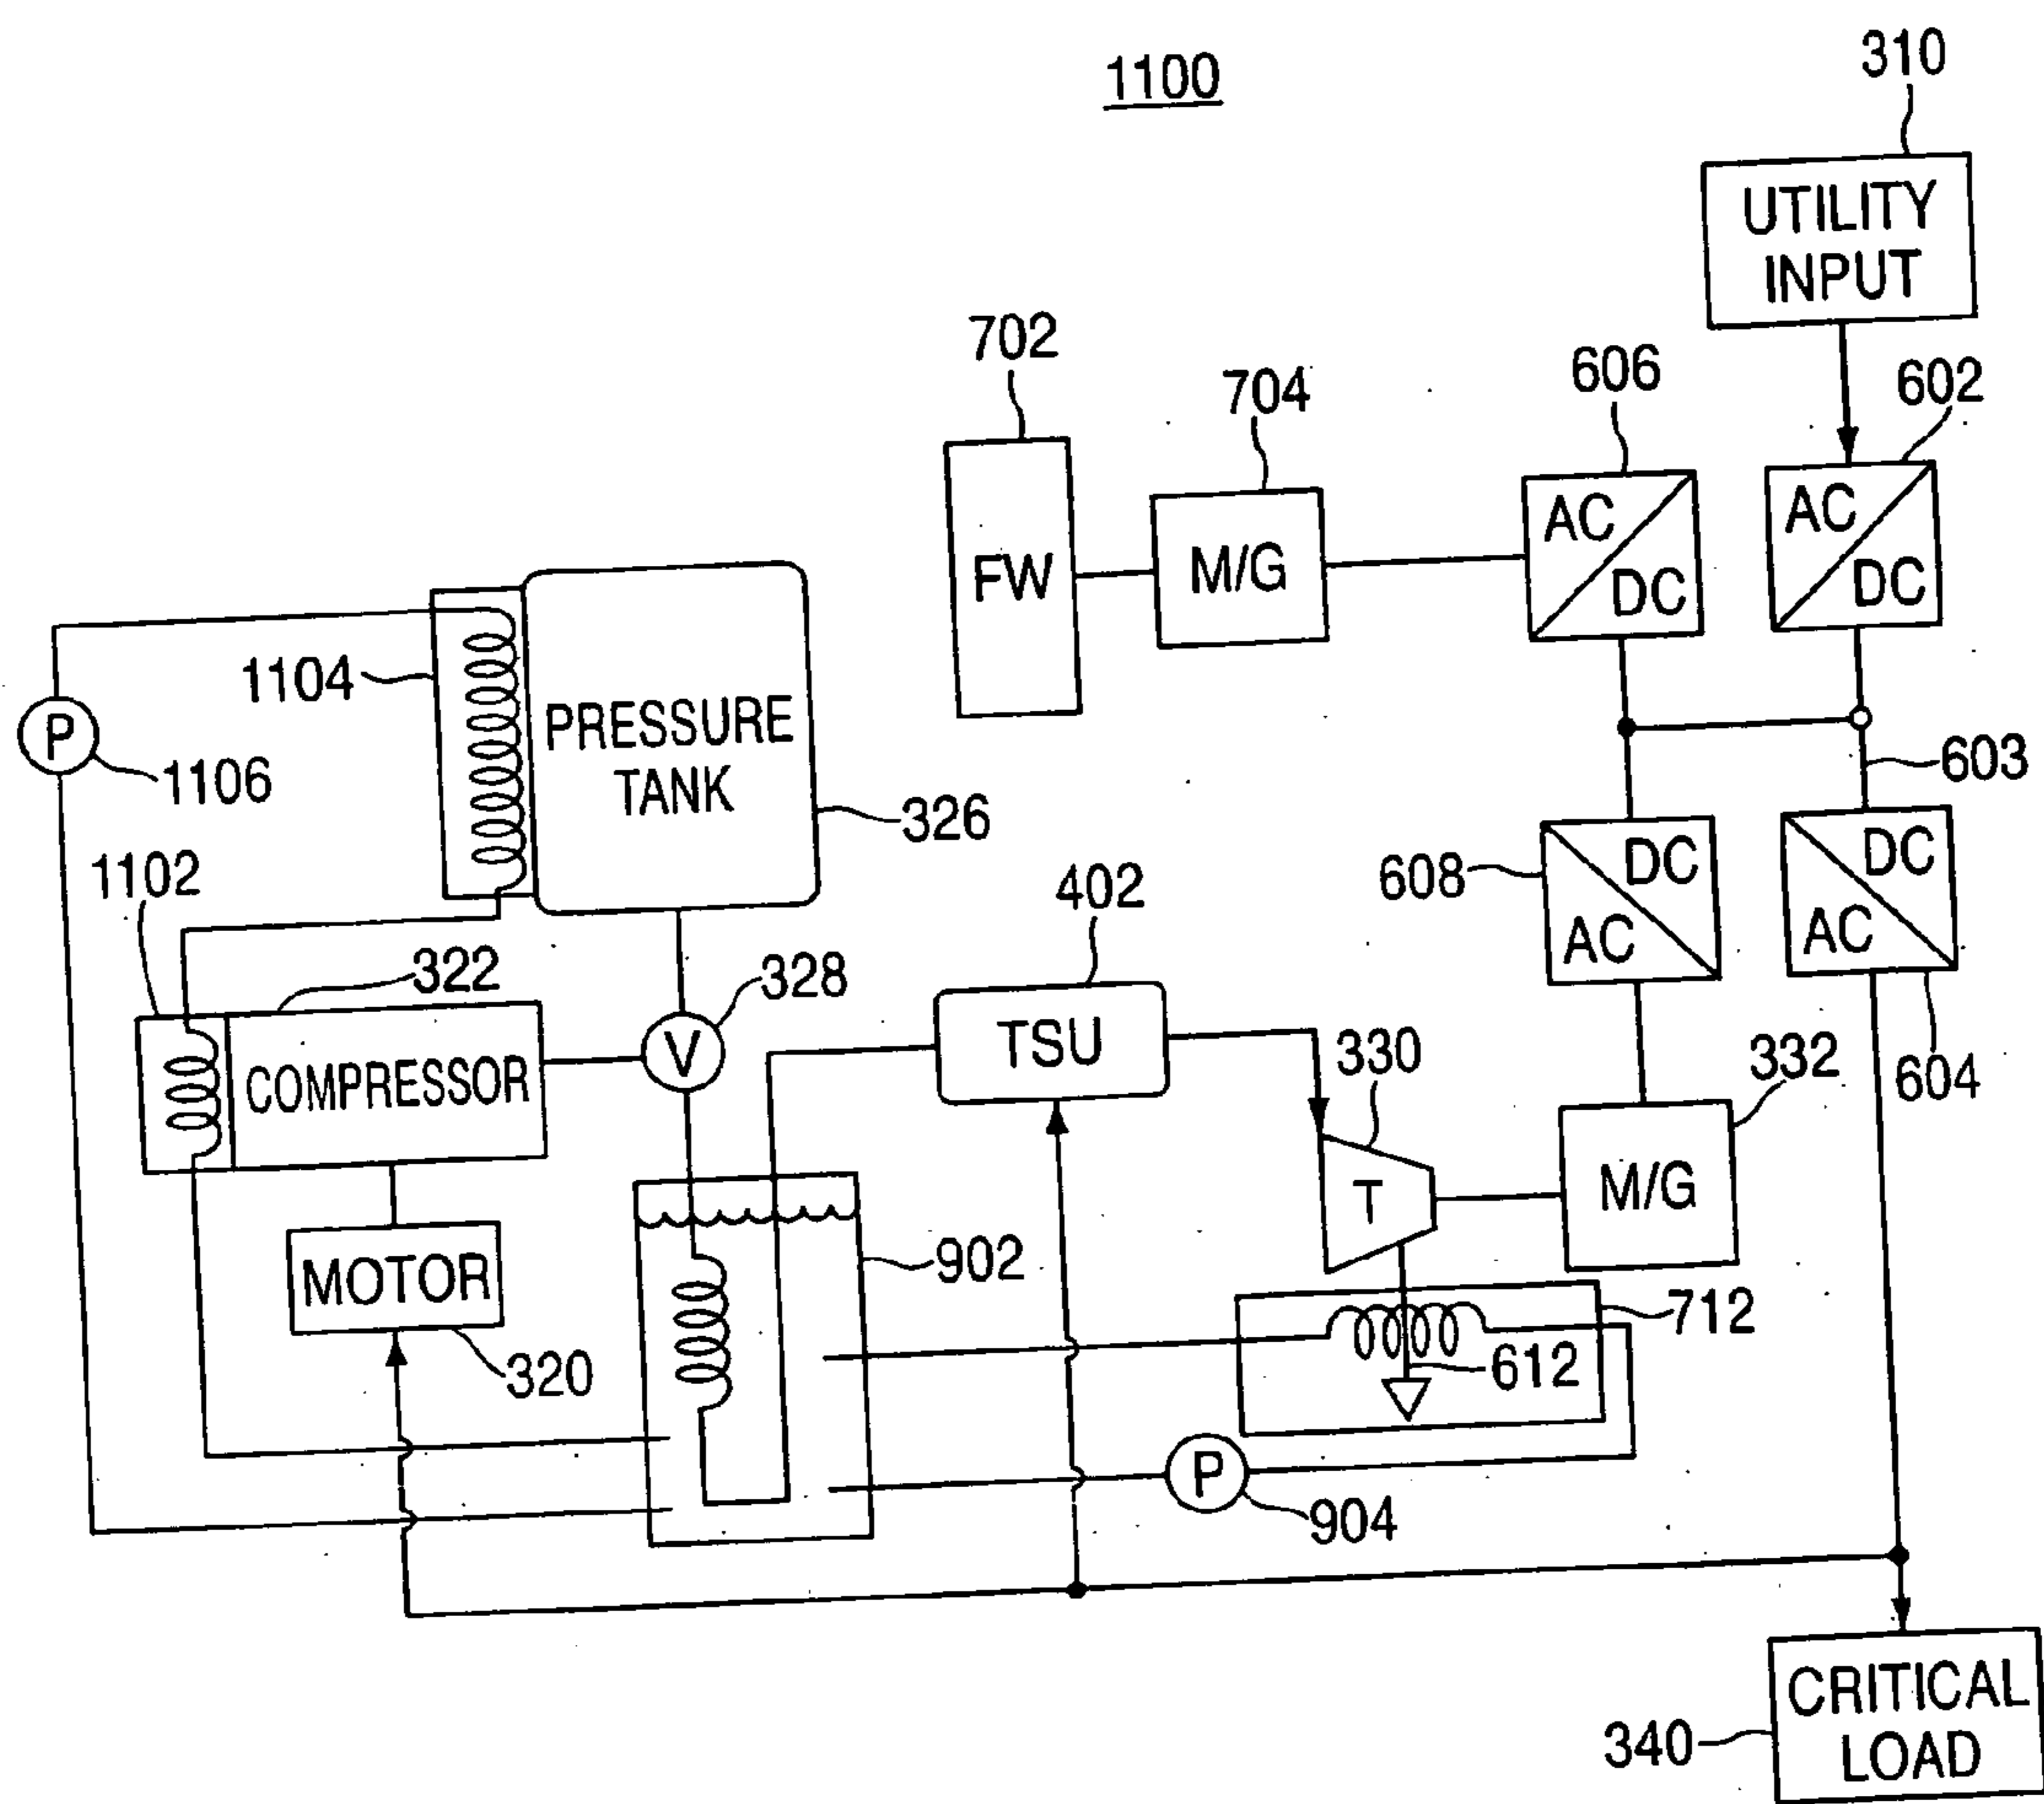 1100
310
UTILITY
INPUT
702
704
606
602
AC
DC
AC
DC
FW
M/G
1104
P
1106
PRESSURE
TANK
326
603
1102
322
328
402
608
DC
AC
DC
AC
604
COMPRESSOR
V
TSU
330
332
T
M/G
MOTOR
320
902
712
612
P
904
340
CRITICAL
LOAD